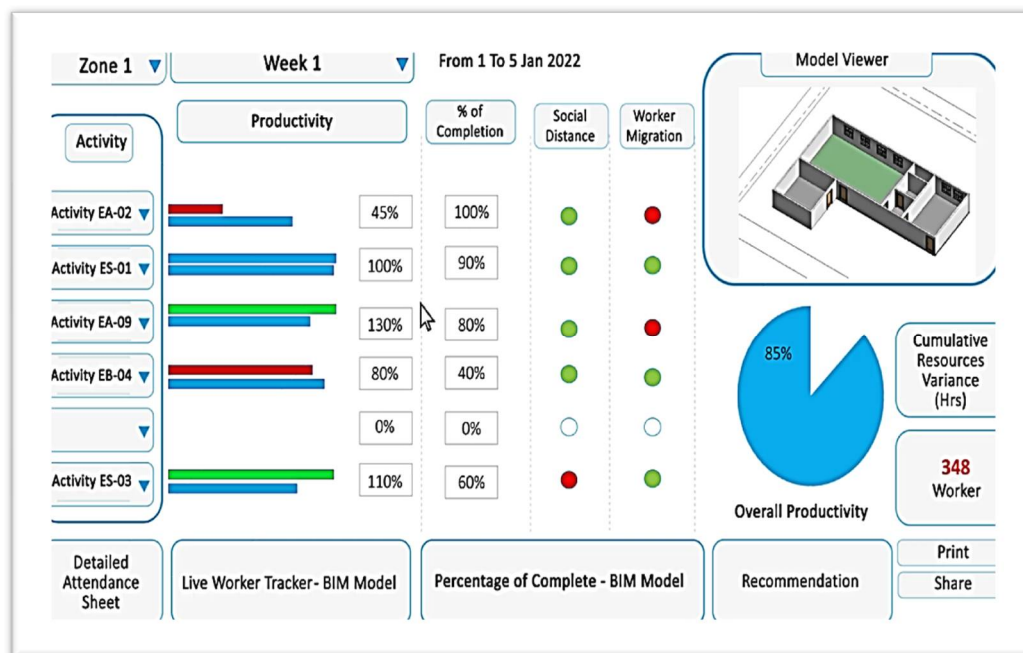 Zone 1
Week 1
From 1 To 5 Jan 2022
Model Viewer
Activity
Productivity
% of
Completion
Social
Distance
Worker
Migration
Activity EA-02
45%
100%
Activity ES-01
100%
90%
Activity EA-09
130%
80%
Activity EB-04
80%
40%
0%
0%
Activity ES-03
110%
60%
85%
Overall Productivity
Cumulative
Resources
Variance
(Hrs)
348
Worker
Detailed
Attendance
Sheet
Live Worker Tracker- BIM Model
Percentage of Complete - BIM Model
Recommendation
Print
Share